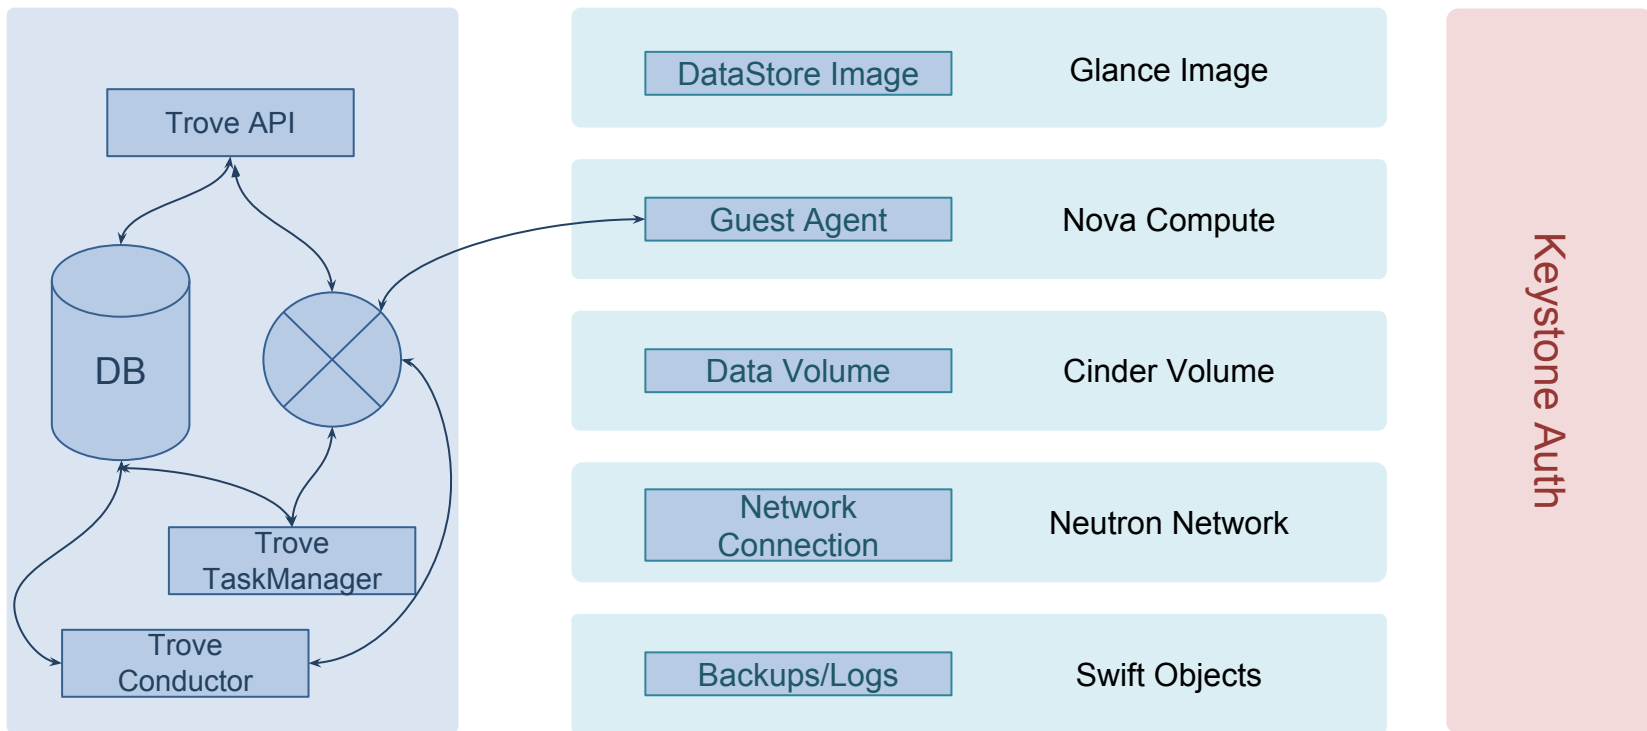 Trove API
DB
Trove
TaskManager
Trove
Conductor
DataStore Image
Glance Image
Guest Agent
Nova Compute
Data Volume
Cinder Volume
Network
Connection
Neutron Network
Backups/Logs
Swift Objects
Keystone Auth